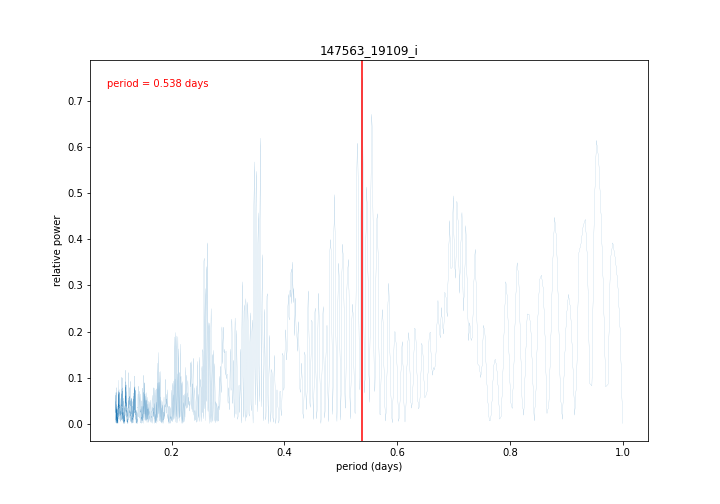 147563_19109_i
period = 0.538 days
relative power
0.7
0.6
0.5
0.4
0.3
0.2
0.1
0.0
0.2 0.4 0.6 0.8 1.0
period (days)